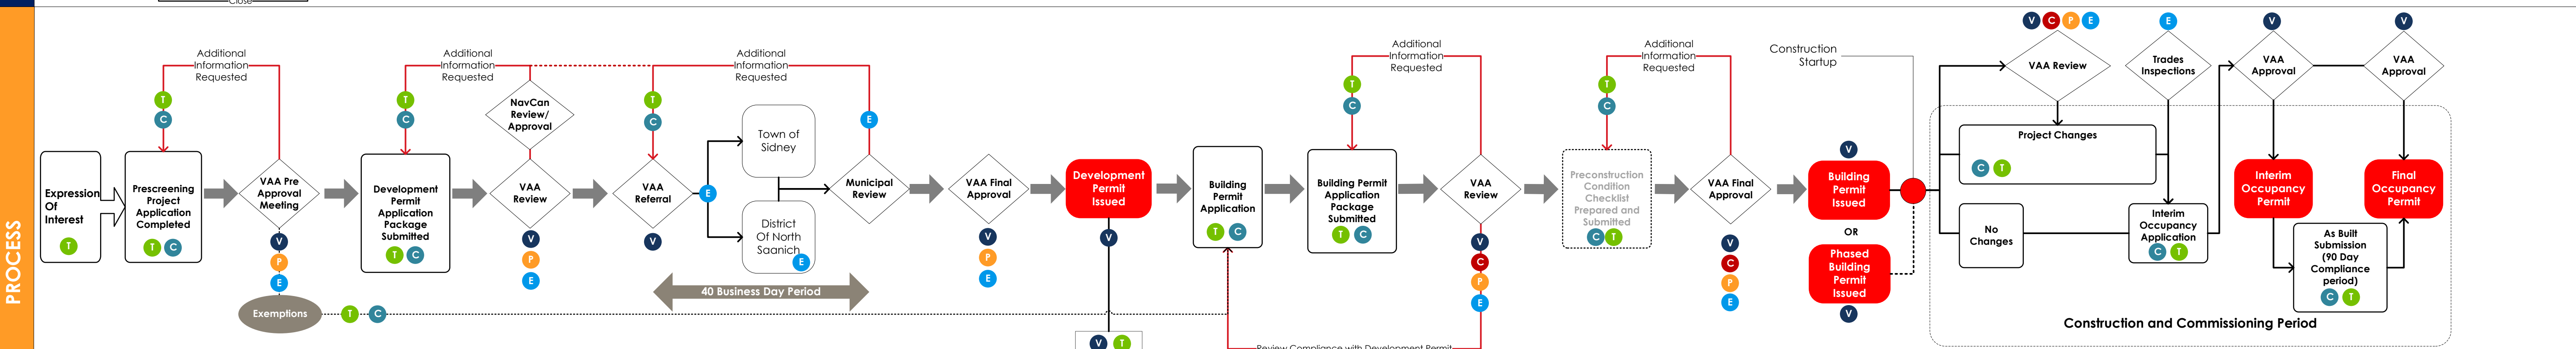 Close
PROCESS
Expression
Of
Interest
T
Additional
Information
Requested
T
C
Prescreening
Project
Application
Completed
T C
VAA Pre
Approval
Meeting
V
P
E
Exemptions
T C
Additional
Information
Requested
T
C
Development
Permit
Application
Package
Submitted
T C
NavCan
Review/
Approval
VAA
Review
V
P
E
T
C
VAA
Referral
V
E
Additional
Information
Requested
Town of
Sidney
District
Of North
Saanich
E
E
Municipal
Review
40 Business Day Period
VAA Final
Approval
V
P
E
Development
Permit
Issued
V
V T
Building
Permit
Application
T C
Additional
Information
Requested
T
C
Building Permit
Application
Package
Submitted
T C
VAA
Review
V
C
P
E
Review Compliance with Development Permit
Additional
Information
Requested
T
C
Preconstruction
Condition
Checklist
Prepared and
Submitted
C T
VAA Final
Approval
V
C
P
E
Construction
Startup
V
Building
Permit
Issued
OR
Phased
Building
Permit
Issued
V
V C P E
VAA Review
Project Changes
C T
No
Changes
E
Trades
Inspections
Interim
Occupancy
Application
C T
V
VAA
Approval
Interim
Occupancy
Permit
As Built
Submission
(90 Day
Compliance
period)
C T
V
VAA
Approval
Final
Occupancy
Permit
Construction and Commissioning Period